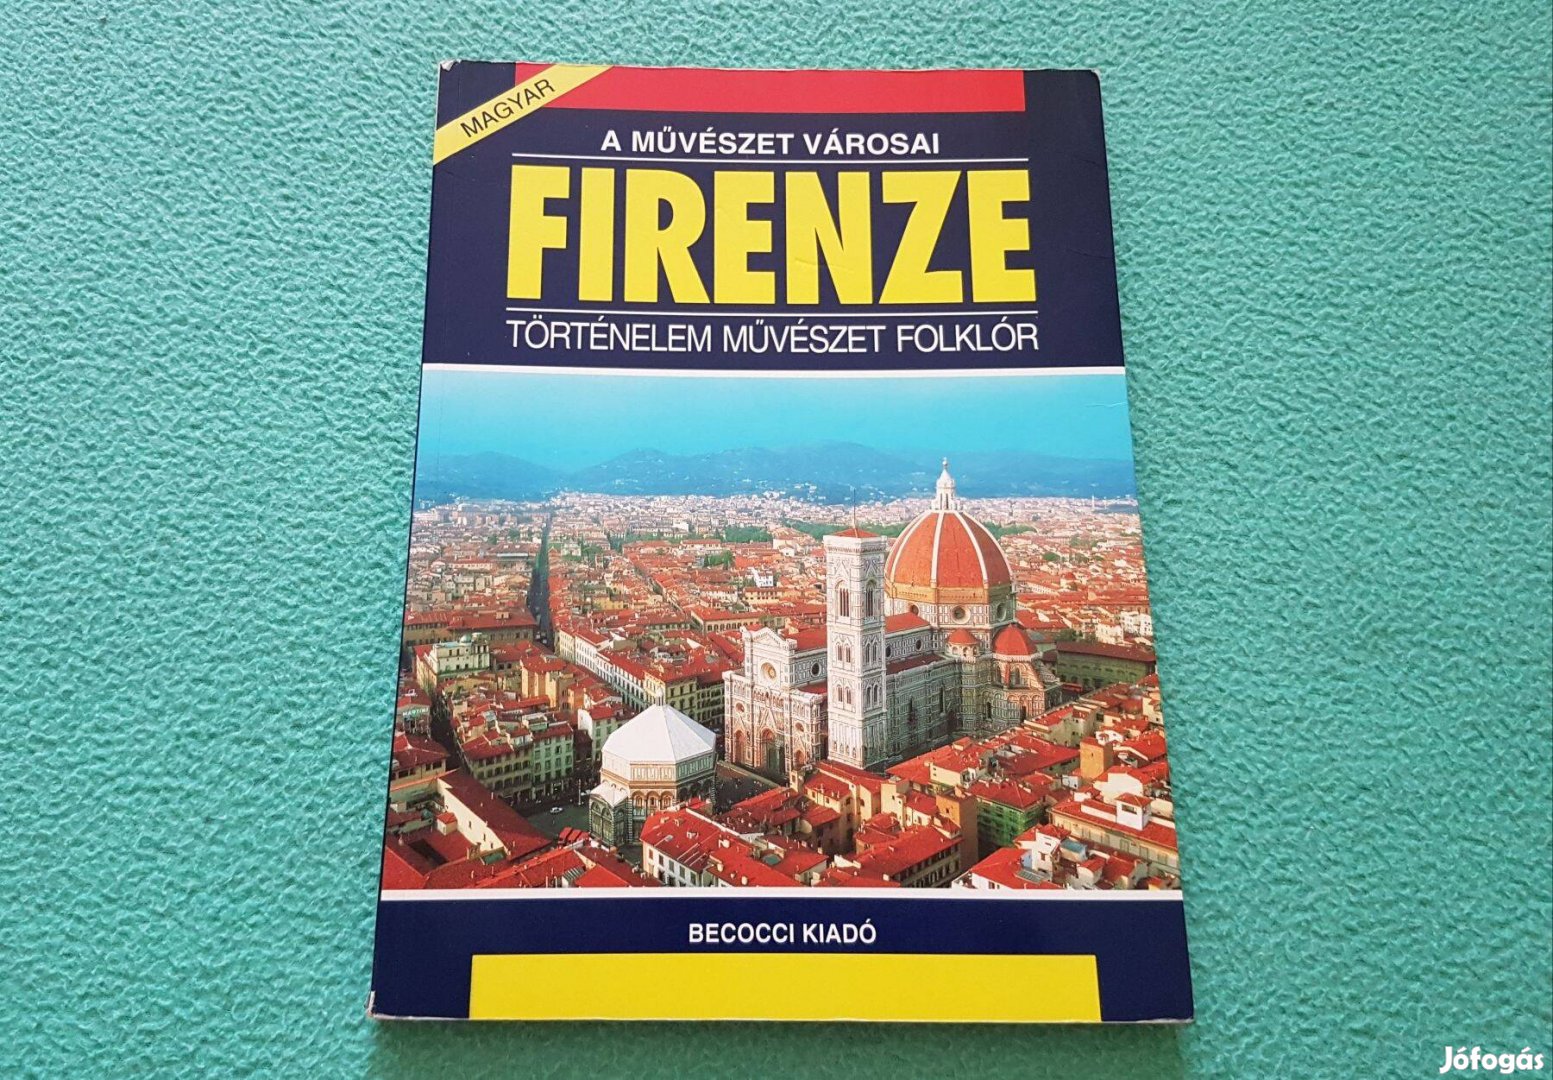 MAGYAR
A MŰVÉSZET VÁROSAI
FIRENZE
TÖRTÉNELEM MŰVÉSZET FOLKLÓR
BECOCCI KIADÓ
Jófogás